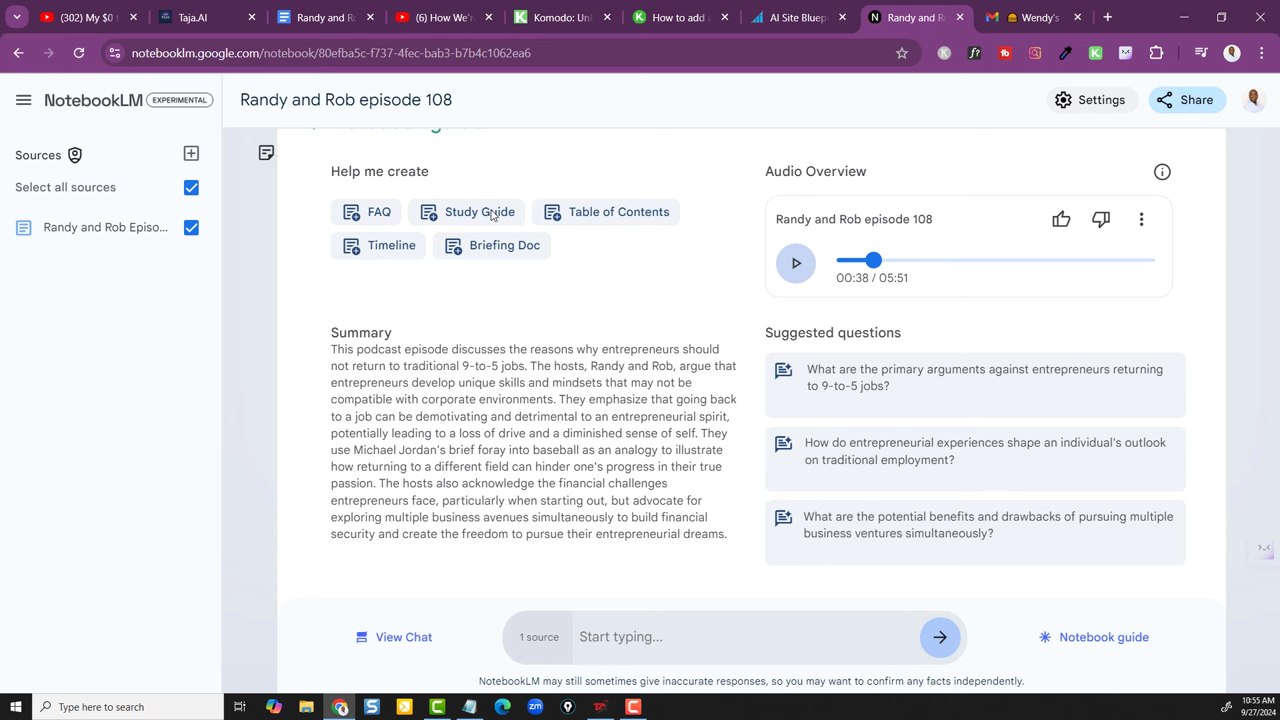 (302) My $0 f
Taja.AI
Randy and R
(6) How We'r
Komodo: Un
How to add
AI Site Bluep
Randy and R
Wendy's
notebooklm.google.com/notebook/80efba5c-f737-4fec-bab3-b7b4c1062ea6
NotebookLM EXPERIMENTAL
Randy and Rob episode 108
Settings
Share
Sources
Select all sources
Randy and Rob Episo...
Help me create
FAQ
Study Guide
Table of Contents
Timeline
Briefing Doc
Audio Overview
Randy and Rob episode 108
00:38 / 05:51
Summary
This podcast episode discusses the reasons why entrepreneurs should
not return to traditional 9-to-5 jobs. The hosts, Randy and Rob, argue that
entrepreneurs develop unique skills and mindsets that may not be
compatible with corporate environments. They emphasize that going back
to a job can be demotivating and detrimental to an entrepreneurial spirit,
potentially leading to a loss of drive and a diminished sense of self. They
use Michael Jordan's brief foray into baseball as an analogy to illustrate
how returning to a different field can hinder one's progress in their true
passion. The hosts also acknowledge the financial challenges
entrepreneurs face, particularly when starting out, but advocate for
exploring multiple business avenues simultaneously to build financial
security and create the freedom to pursue their entrepreneurial dreams.
Suggested questions
What are the primary arguments against entrepreneurs returning
to 9-to-5 jobs?
How do entrepreneurial experiences shape an individual's outlook
on traditional employment?
What are the potential benefits and drawbacks of pursuing multiple
business ventures simultaneously?
View Chat
1 source
Start typing...
Notebook guide
NotebookLM may still sometimes give inaccurate responses, so you may want to confirm any facts independently.
Type here to search
10:55 AM
9/27/2024